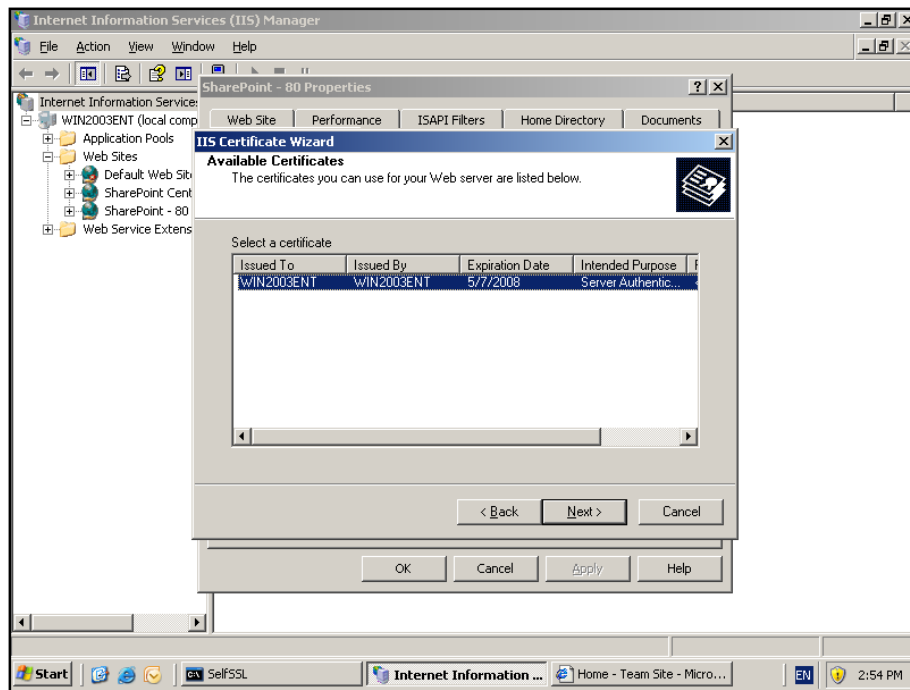 Internet Information Services (IIS) Manager
File Action View Window Help
SharePoint - 80 Properties
Internet Information Service
WIN2003ENT (local comp
Application Pools
Web Sites
Default Web Sit
SharePoint Cent
SharePoint - 80
Web Service Extens
Web Site Performance ISAPI Filters Home Directory Documents
IIS Certificate Wizard
Available Certificates
The certificates you can use for your Web server are listed below.
Select a certificate
Issued To Issued By Expiration Date Intended Purpose
WIN2003ENT WIN2003ENT 5/7/2008 Server Authentic...
< Back Next > Cancel
OK Cancel Apply Help
Start SelfSSL Internet Information ... Home - Team Site - Micro... EN 2:54 PM